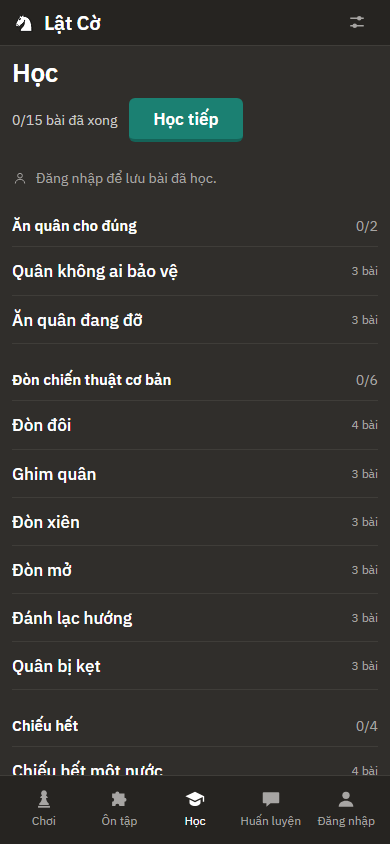 Lật Cờ
Học
0/15 bài đã xong
Học tiếp
Đăng nhập để lưu bài đã học.
Ăn quân cho đúng 0/2
Quân không ai bảo vệ 3 bài
Ăn quân đang đỡ 3 bài
Đòn chiến thuật cơ bản 0/6
Đòn đôi 4 bài
Ghim quân 3 bài
Đòn xiên 3 bài
Đòn mở 3 bài
Đánh lạc hướng 3 bài
Quân bị kẹt 3 bài
Chiếu hết 0/4
Chiếu hết một nước 4 bài
Chơi Ôn tập Học Huấn luyện Đăng nhập